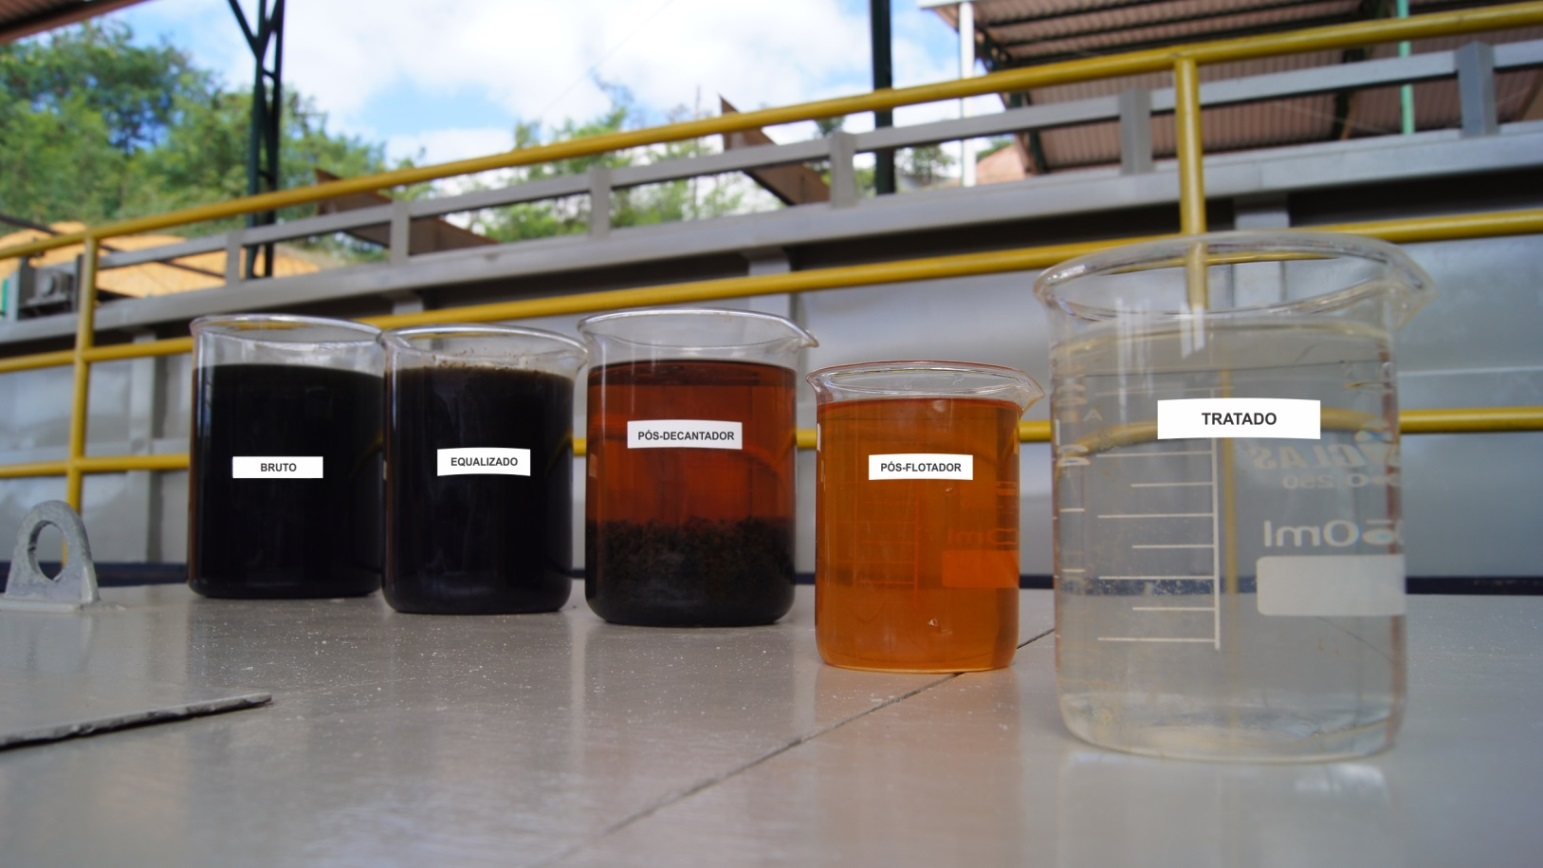 BRUTO
EQUALIZADO
PÓS-DECANTADOR
PÓS-FLOTADOR
TRATADO